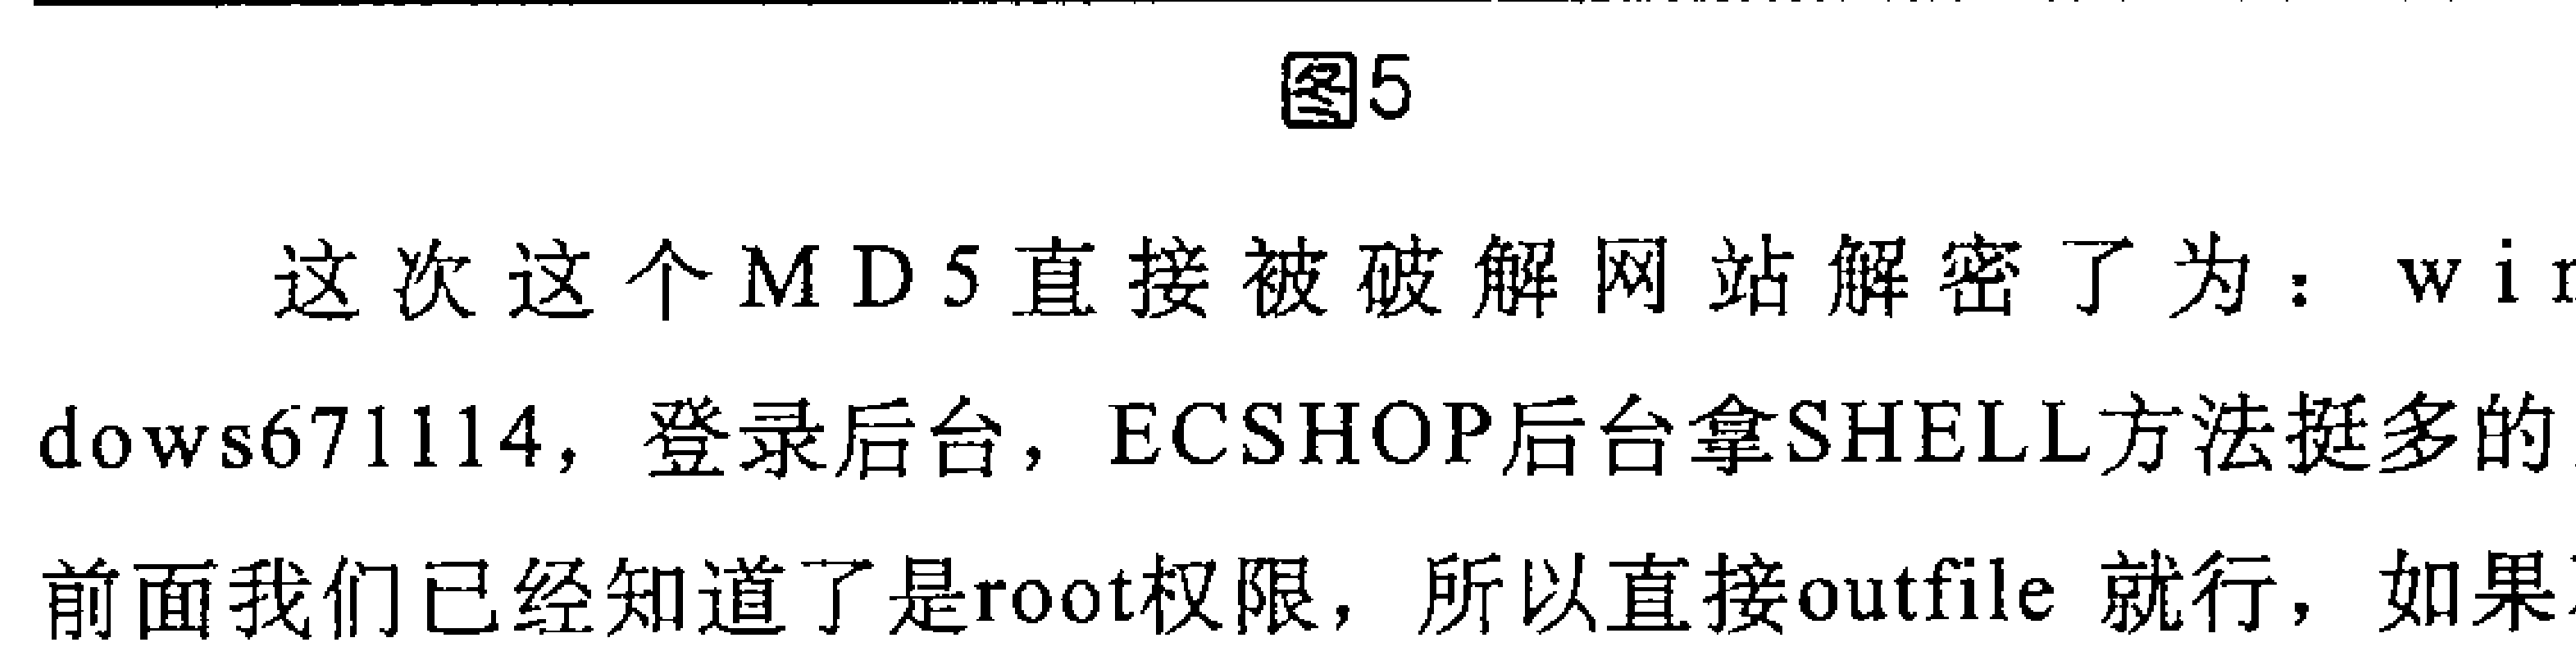 图5
这次这个MD5直接被破解网站解密了为：win
dows671114，登录后台，ECSHOP后台拿SHELL方法挺多的
前面我们已经知道了是root权限，所以直接outfile 就行，如果